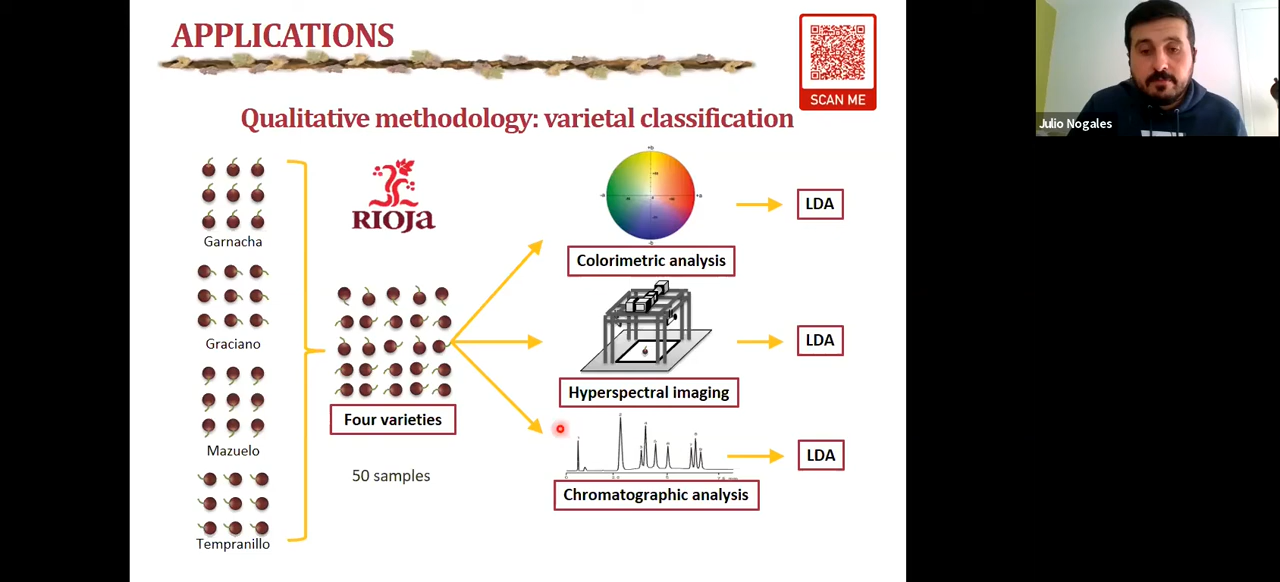 APPLICATIONS
SCAN ME
Julio Nogales
Qualitative methodology: varietal classification
Garnacha
Graciano
Mazuelo
Tempranillo
RIOJA
Four varieties
50 samples
Colorimetric analysis
LDA
Hyperspectral imaging
LDA
Chromatographic analysis
LDA